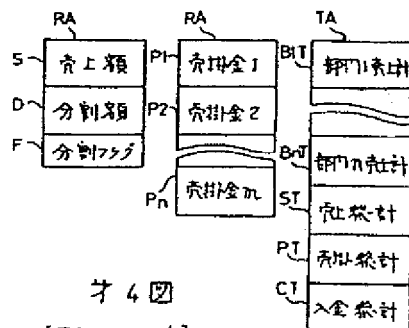 RA
S 売上額
D 分割額
F 分割フラグ
RA
P1 売掛金1
P2 売掛金2
Pn 売掛金n
TA
B1T 部門1売上計
BnT 部門n売上計
ST 売上総計
PT 売掛総計
CT 入金総計
才4図